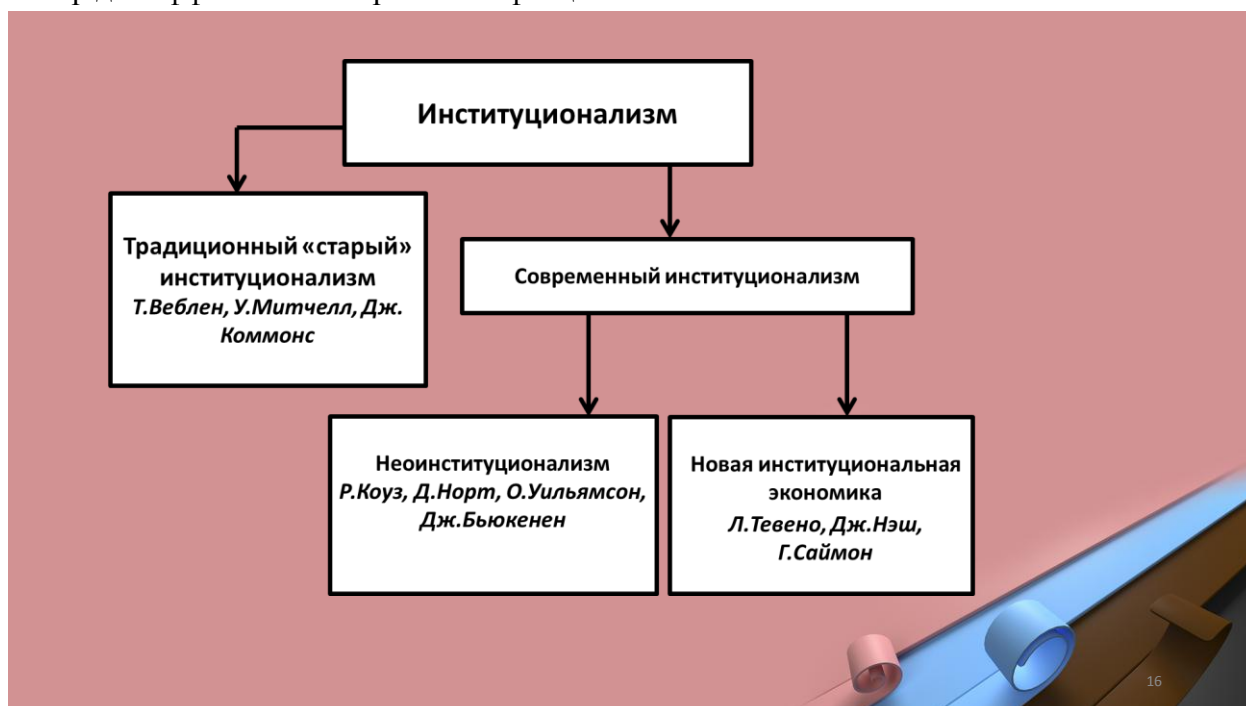 Институционализм
Традиционный «старый»
институционализм
Т.Веблен, У.Митчелл, Дж.
Коммонс
Современный институционализм
Неоинституционализм
Р.Коуз, Д.Норт, О.Уильямсон,
Дж.Бьюкенен
Новая институциональная
экономика
Л.Тевено, Дж.Нэш,
Г.Саймон
16